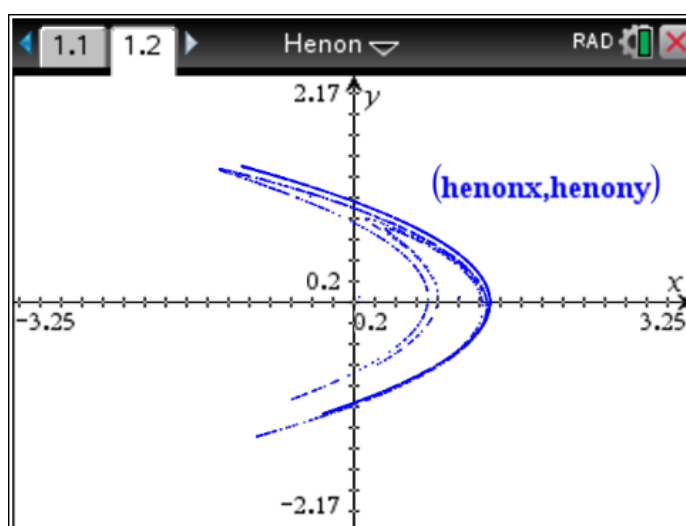 1.1 1.2 Henon RAD
2.17 y
(henonx,henony)
0.2 x
-3.25 0.2 3.25
-2.17